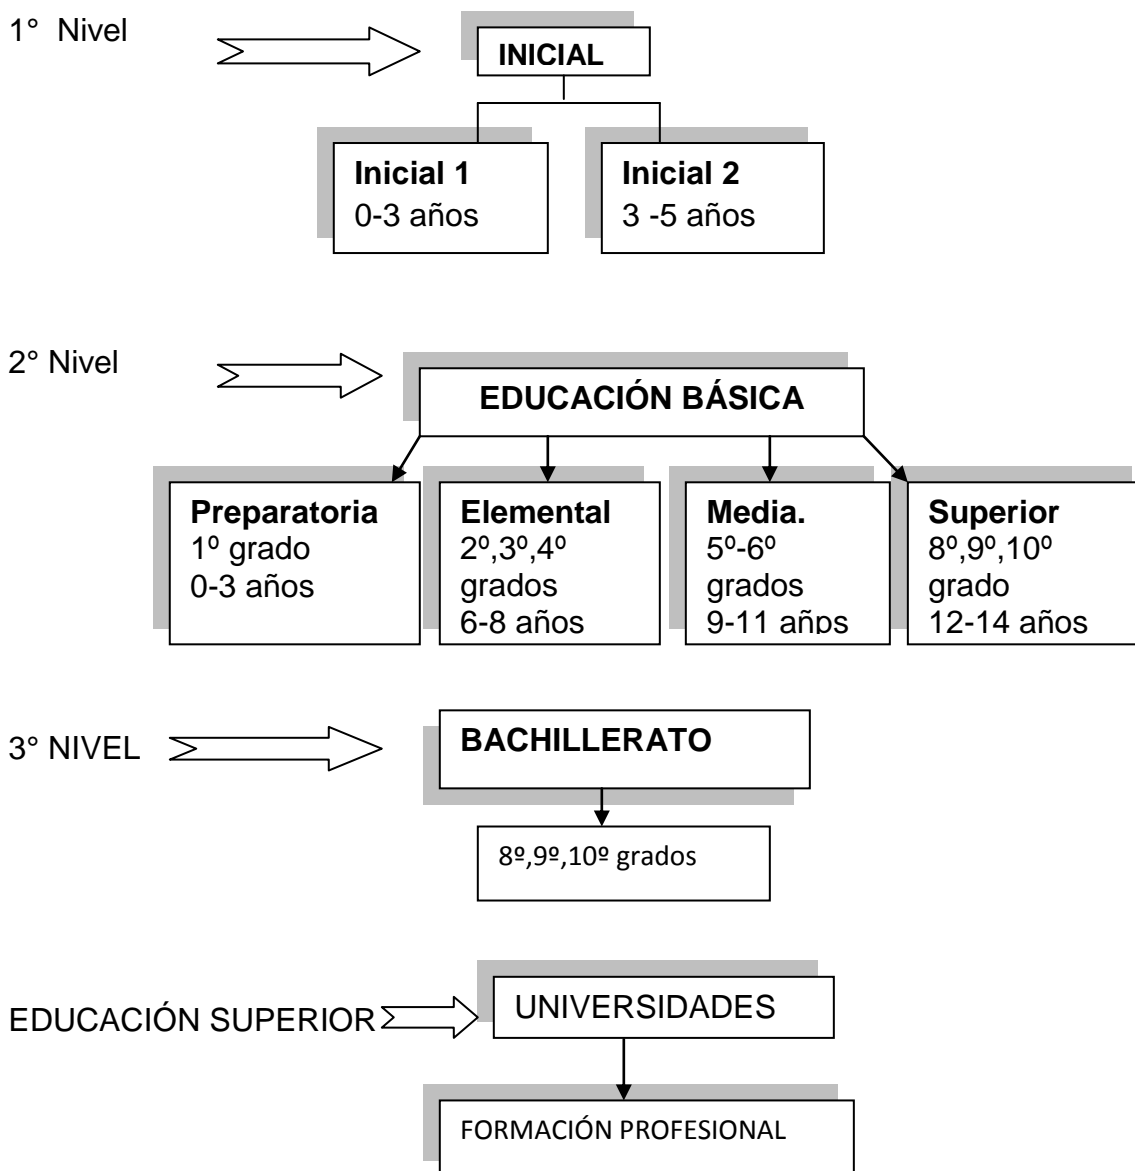 1° Nivel
INICIAL
Inicial 1
0-3 años
Inicial 2
3 -5 años
2° Nivel
EDUCACIÓN BÁSICA
Preparatoria
1º grado
0-3 años
Elemental
2º,3º,4º
grados
6-8 años
Media.
5º-6º
grados
9-11 añps
Superior
8º,9º,10º
grado
12-14 años
3° NIVEL
BACHILLERATO
8º,9º,10º grados
EDUCACIÓN SUPERIOR
UNIVERSIDADES
FORMACIÓN PROFESIONAL